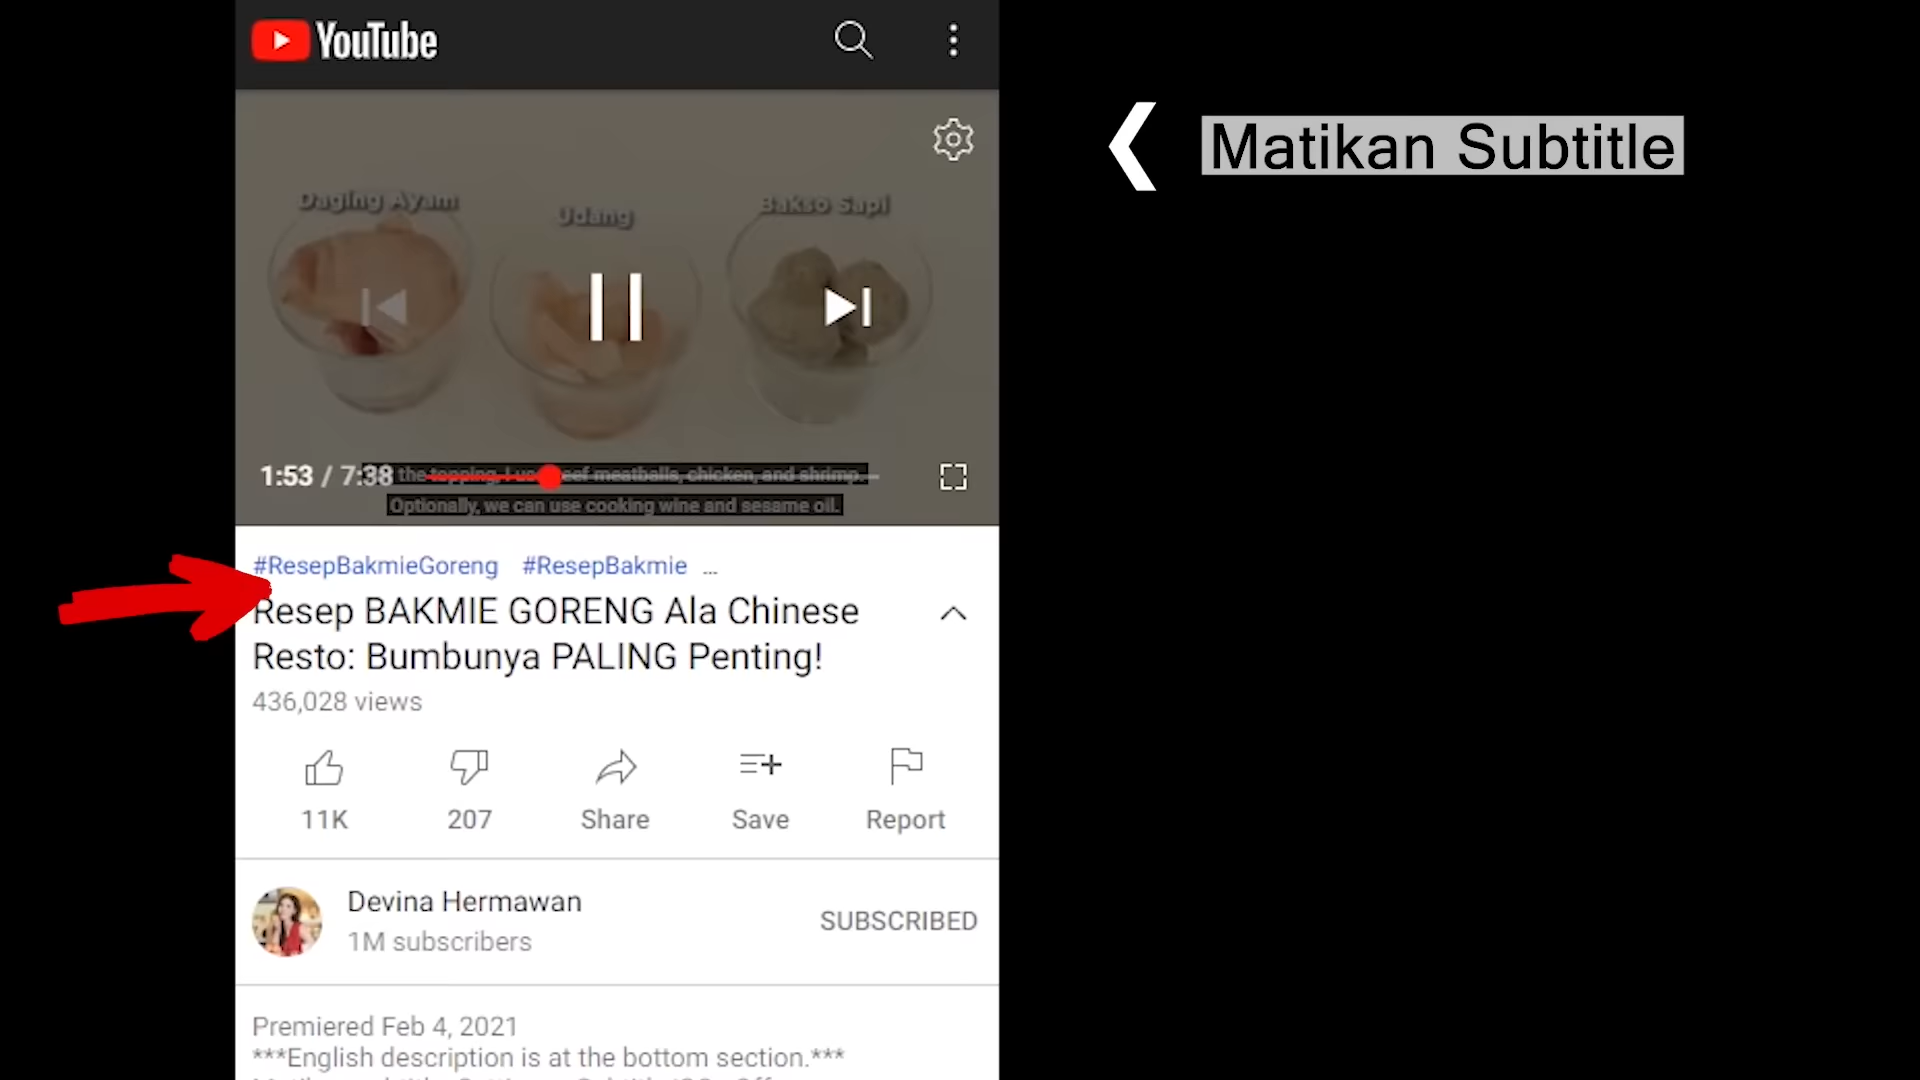 YouTube
Matikan Subtitle
Daging Ayam
Udang
Bakso Sapi
1:53 / 7:38
the topping, I use beef meatballs, chicken, and shrimp.
Optionally, we can use cooking wine and sesame oil.
#ResepBakmieGoreng #ResepBakmie ...
Resep BAKMIE GORENG Ala Chinese
Resto: Bumbunya PALING Penting!
436,028 views
11K 207 Share Save Report
Devina Hermawan
1M subscribers
SUBSCRIBED
Premiered Feb 4, 2021
***English description is at the bottom section.***